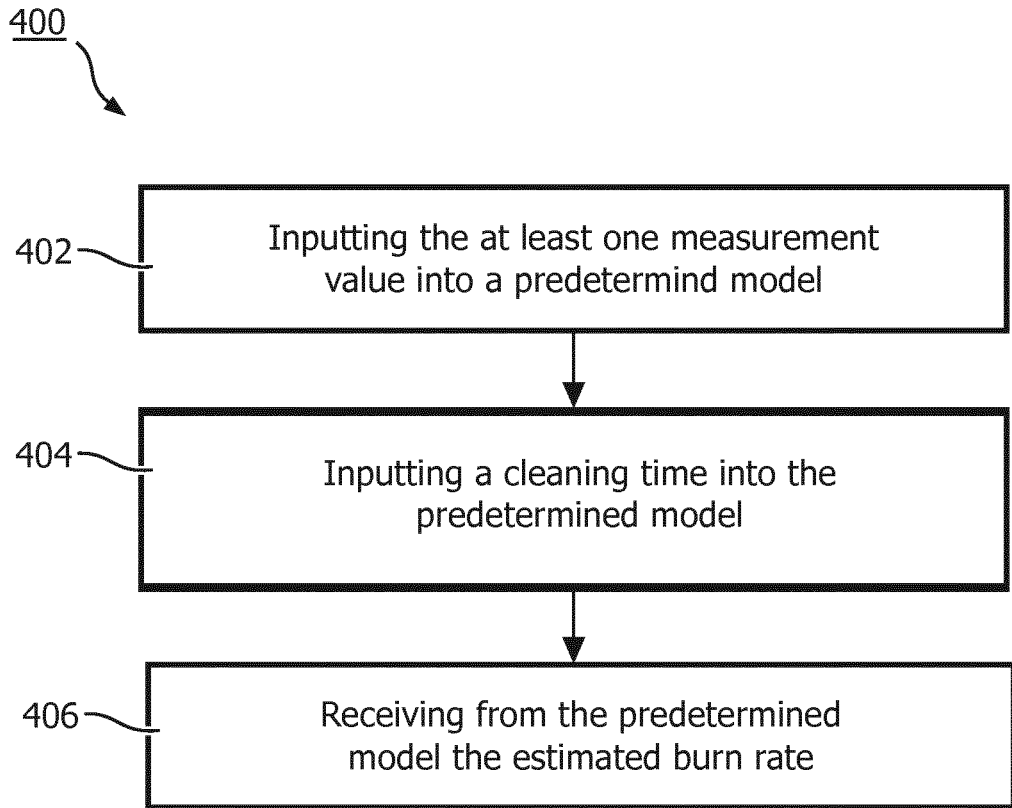 400
402
Inputting the at least one measurement
value into a predetermind model
404
Inputting a cleaning time into the
predetermined model
406
Receiving from the predetermined
model the estimated burn rate